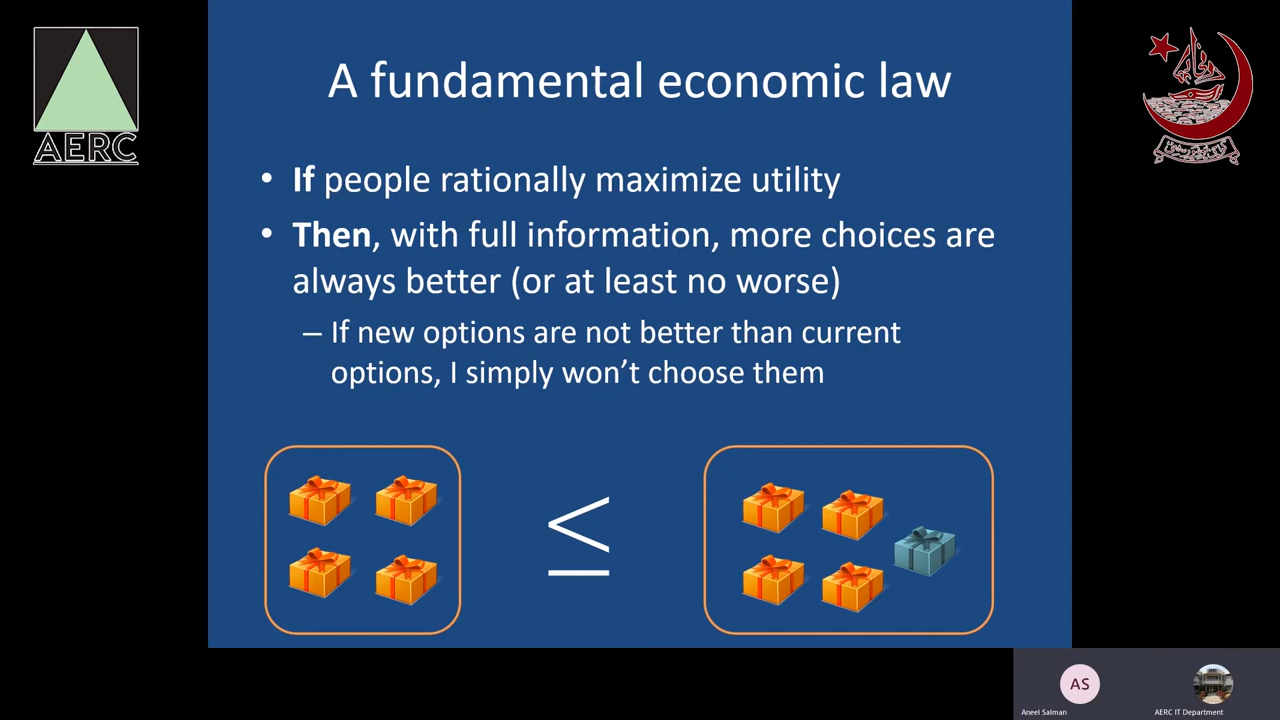 AERC
A fundamental economic law
• If people rationally maximize utility
• Then, with full information, more choices are
always better (or at least no worse)
– If new options are not better than current
options, I simply won’t choose them
≤
AS
Aneel Salman
AERC IT Department